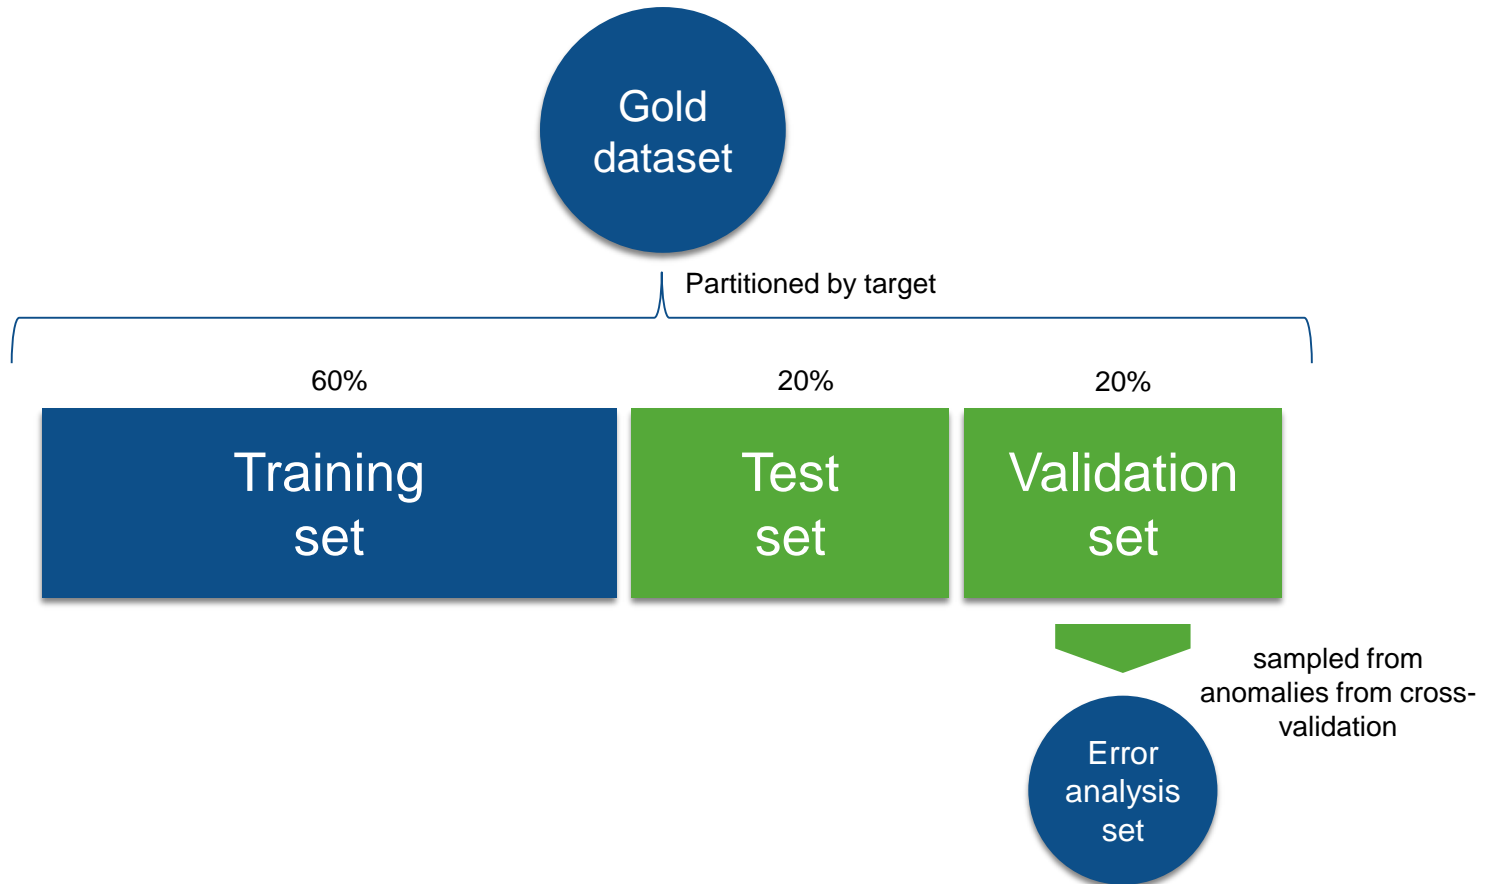 Gold
dataset
Partitioned by target
60%
20%
20%
Training
set
Test
set
Validation
set
sampled from
anomalies from cross-
validation
Error
analysis
set